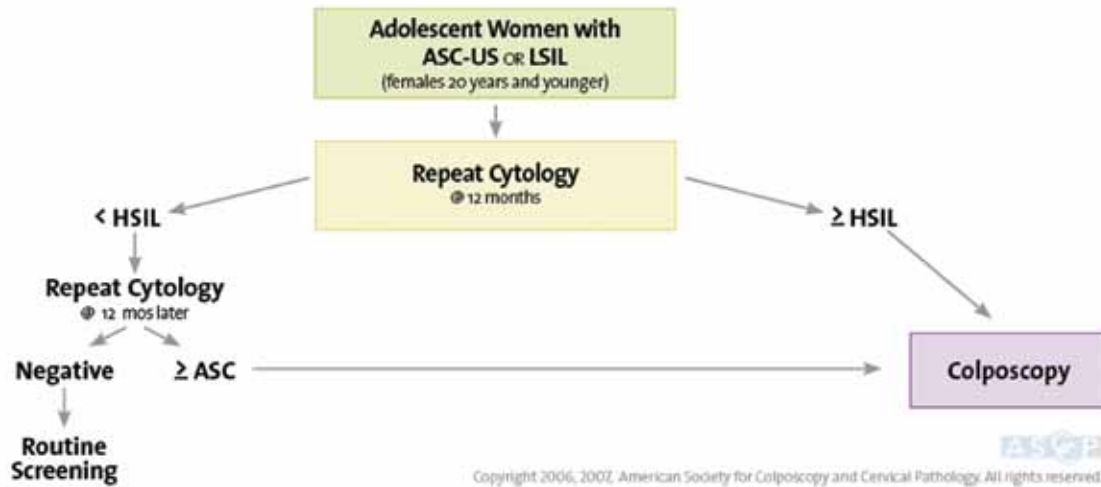 Adolescent Women with
ASC-US OR LSIL
(females 20 years and younger)
Repeat Cytology
@ 12 months
< HSIL
≥ HSIL
Repeat Cytology
@ 12 mos later
Negative
≥ ASC
Colposcopy
Routine
Screening
Copyright 2006, 2007, American Society for Colposcopy and Cervical Pathology. All rights reserved.